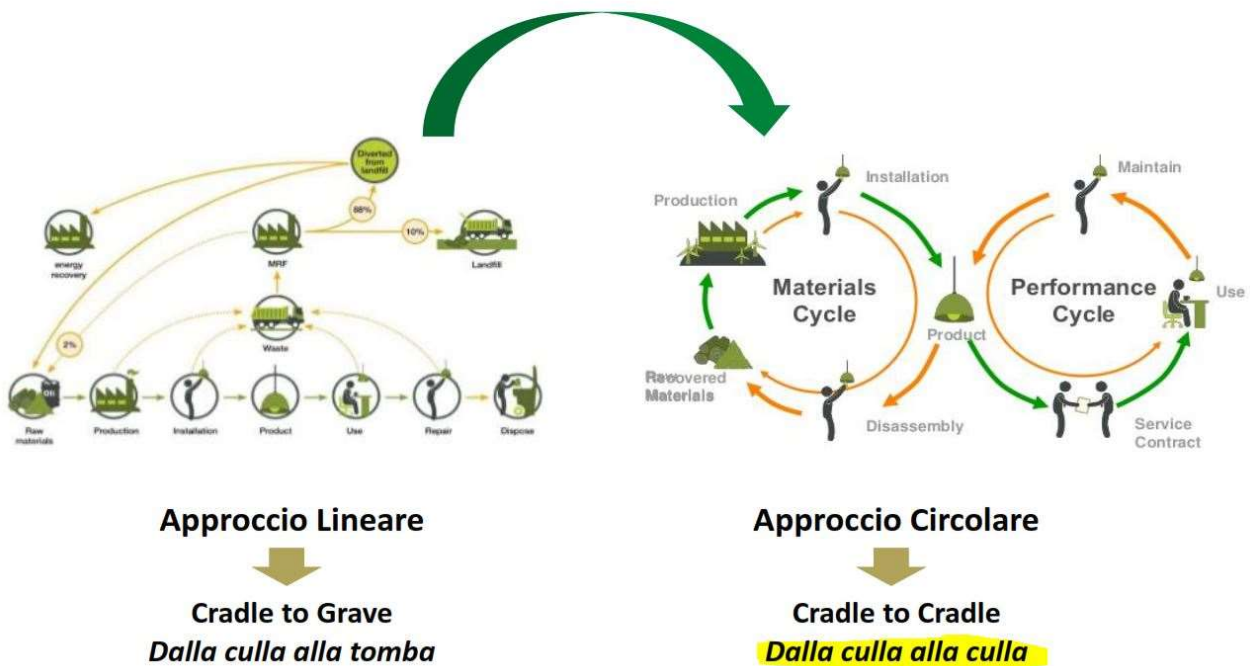 Diverted
from
landfill
88%
10%
energy
recovery
MRF
Landfill
2%
Waste
Raw
materials
Production
Installation
Product
Use
Repair
Dispose
Installation
Maintain
Production
Materials
Cycle
Performance
Cycle
Use
Product
Recovered
Materials
Disassembly
Service
Contract
Approccio Lineare
Approccio Circolare
Cradle to Grave
Dalla culla alla tomba
Cradle to Cradle
Dalla culla alla culla